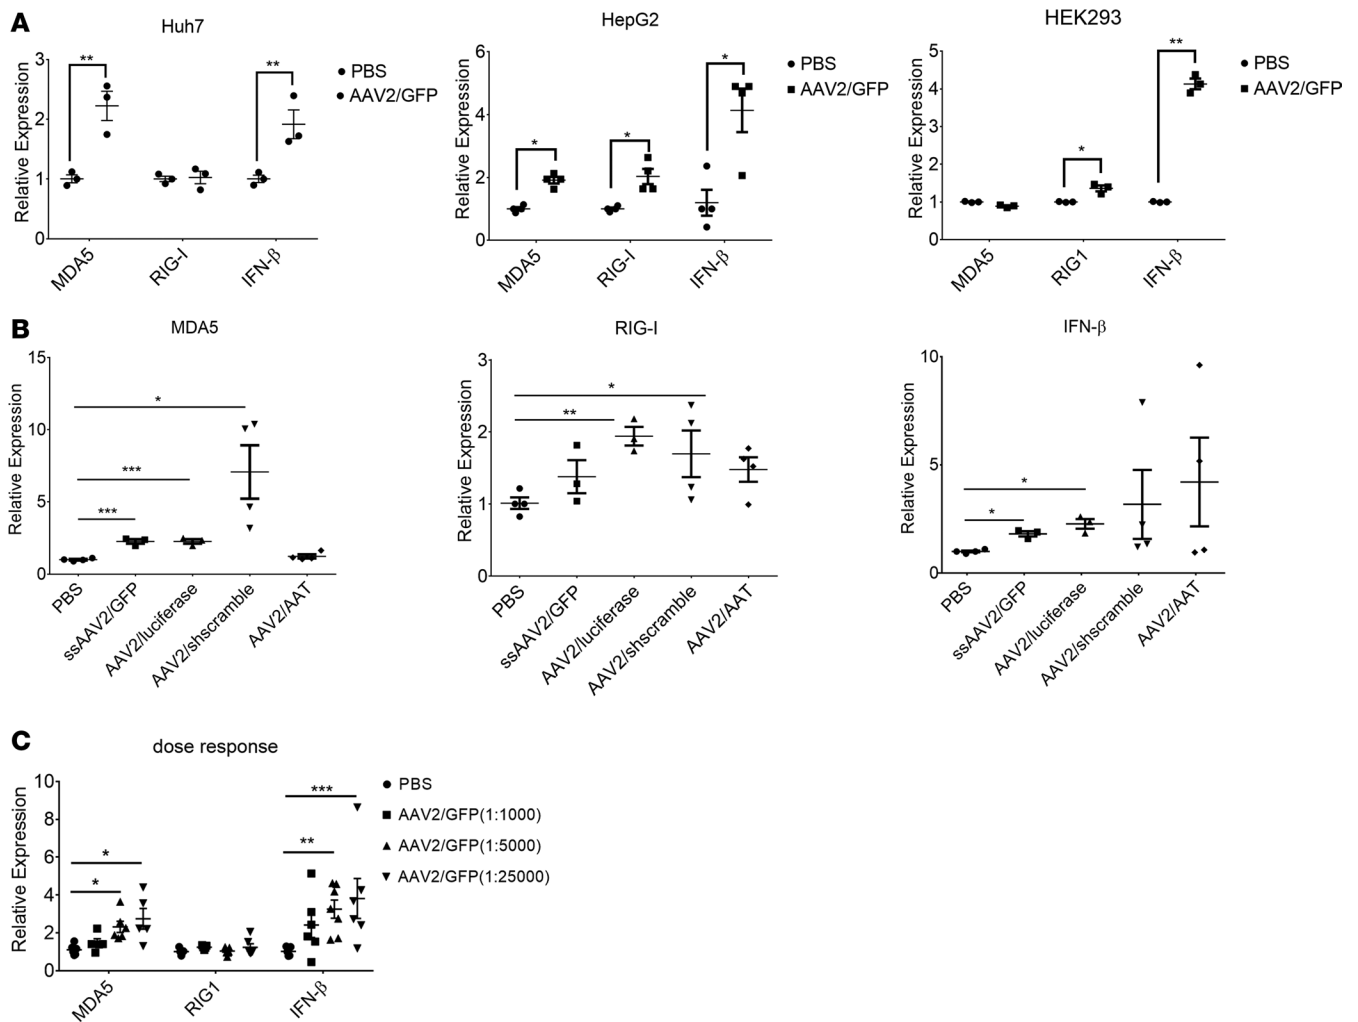 A
Huh7
Relative Expression
3
2
1
0
**
**
MDA5
RIG-I
IFN-β
PBS
AAV2/GFP
HepG2
Relative Expression
6
4
2
0
*
*
*
MDA5
RIG-I
IFN-β
PBS
AAV2/GFP
HEK293
Relative Expression
5
4
3
2
1
0
*
**
MDA5
RIG1
IFN-β
PBS
AAV2/GFP
B
MDA5
Relative Expression
15
10
5
0
*
***
***
PBS
ssAAV2/GFP
AAV2/luciferase
AAV2/shscramble
AAV2/AAT
RIG-I
Relative Expression
3
2
1
0
*
**
PBS
ssAAV2/GFP
AAV2/luciferase
AAV2/shscramble
AAV2/AAT
IFN-β
Relative Expression
10
5
0
*
*
PBS
ssAAV2/GFP
AAV2/luciferase
AAV2/shscramble
AAV2/AAT
C
dose response
Relative Expression
10
8
6
4
2
0
*
*
**
***
MDA5
RIG1
IFN-β
PBS
AAV2/GFP(1:1000)
AAV2/GFP(1:5000)
AAV2/GFP(1:25000)